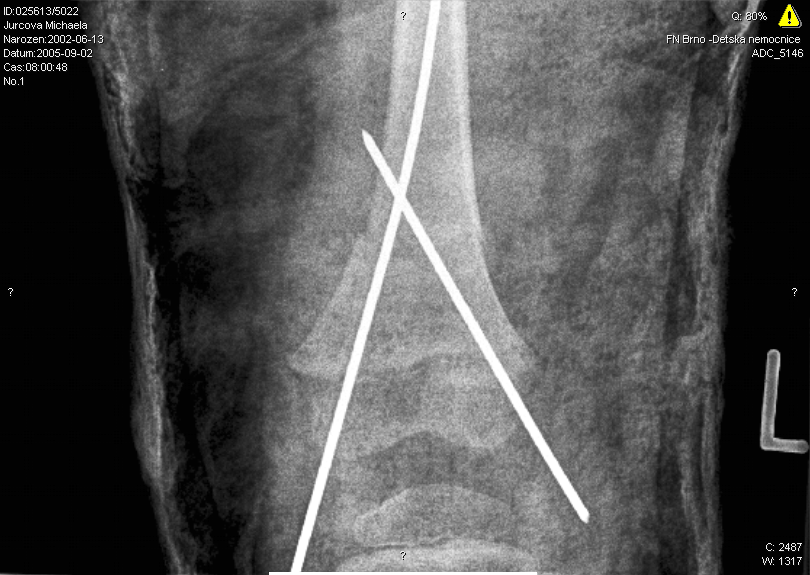 ID:025613/5022
Jurcova Michaela
Narozen:2002-06-13
Datum:2005-09-02
Cas:08:00:48
No.1
?
Q: 80%
FN Brno -Detska nemocnice
ADC_5146
?
?
L
?
C: 2487
W: 1317